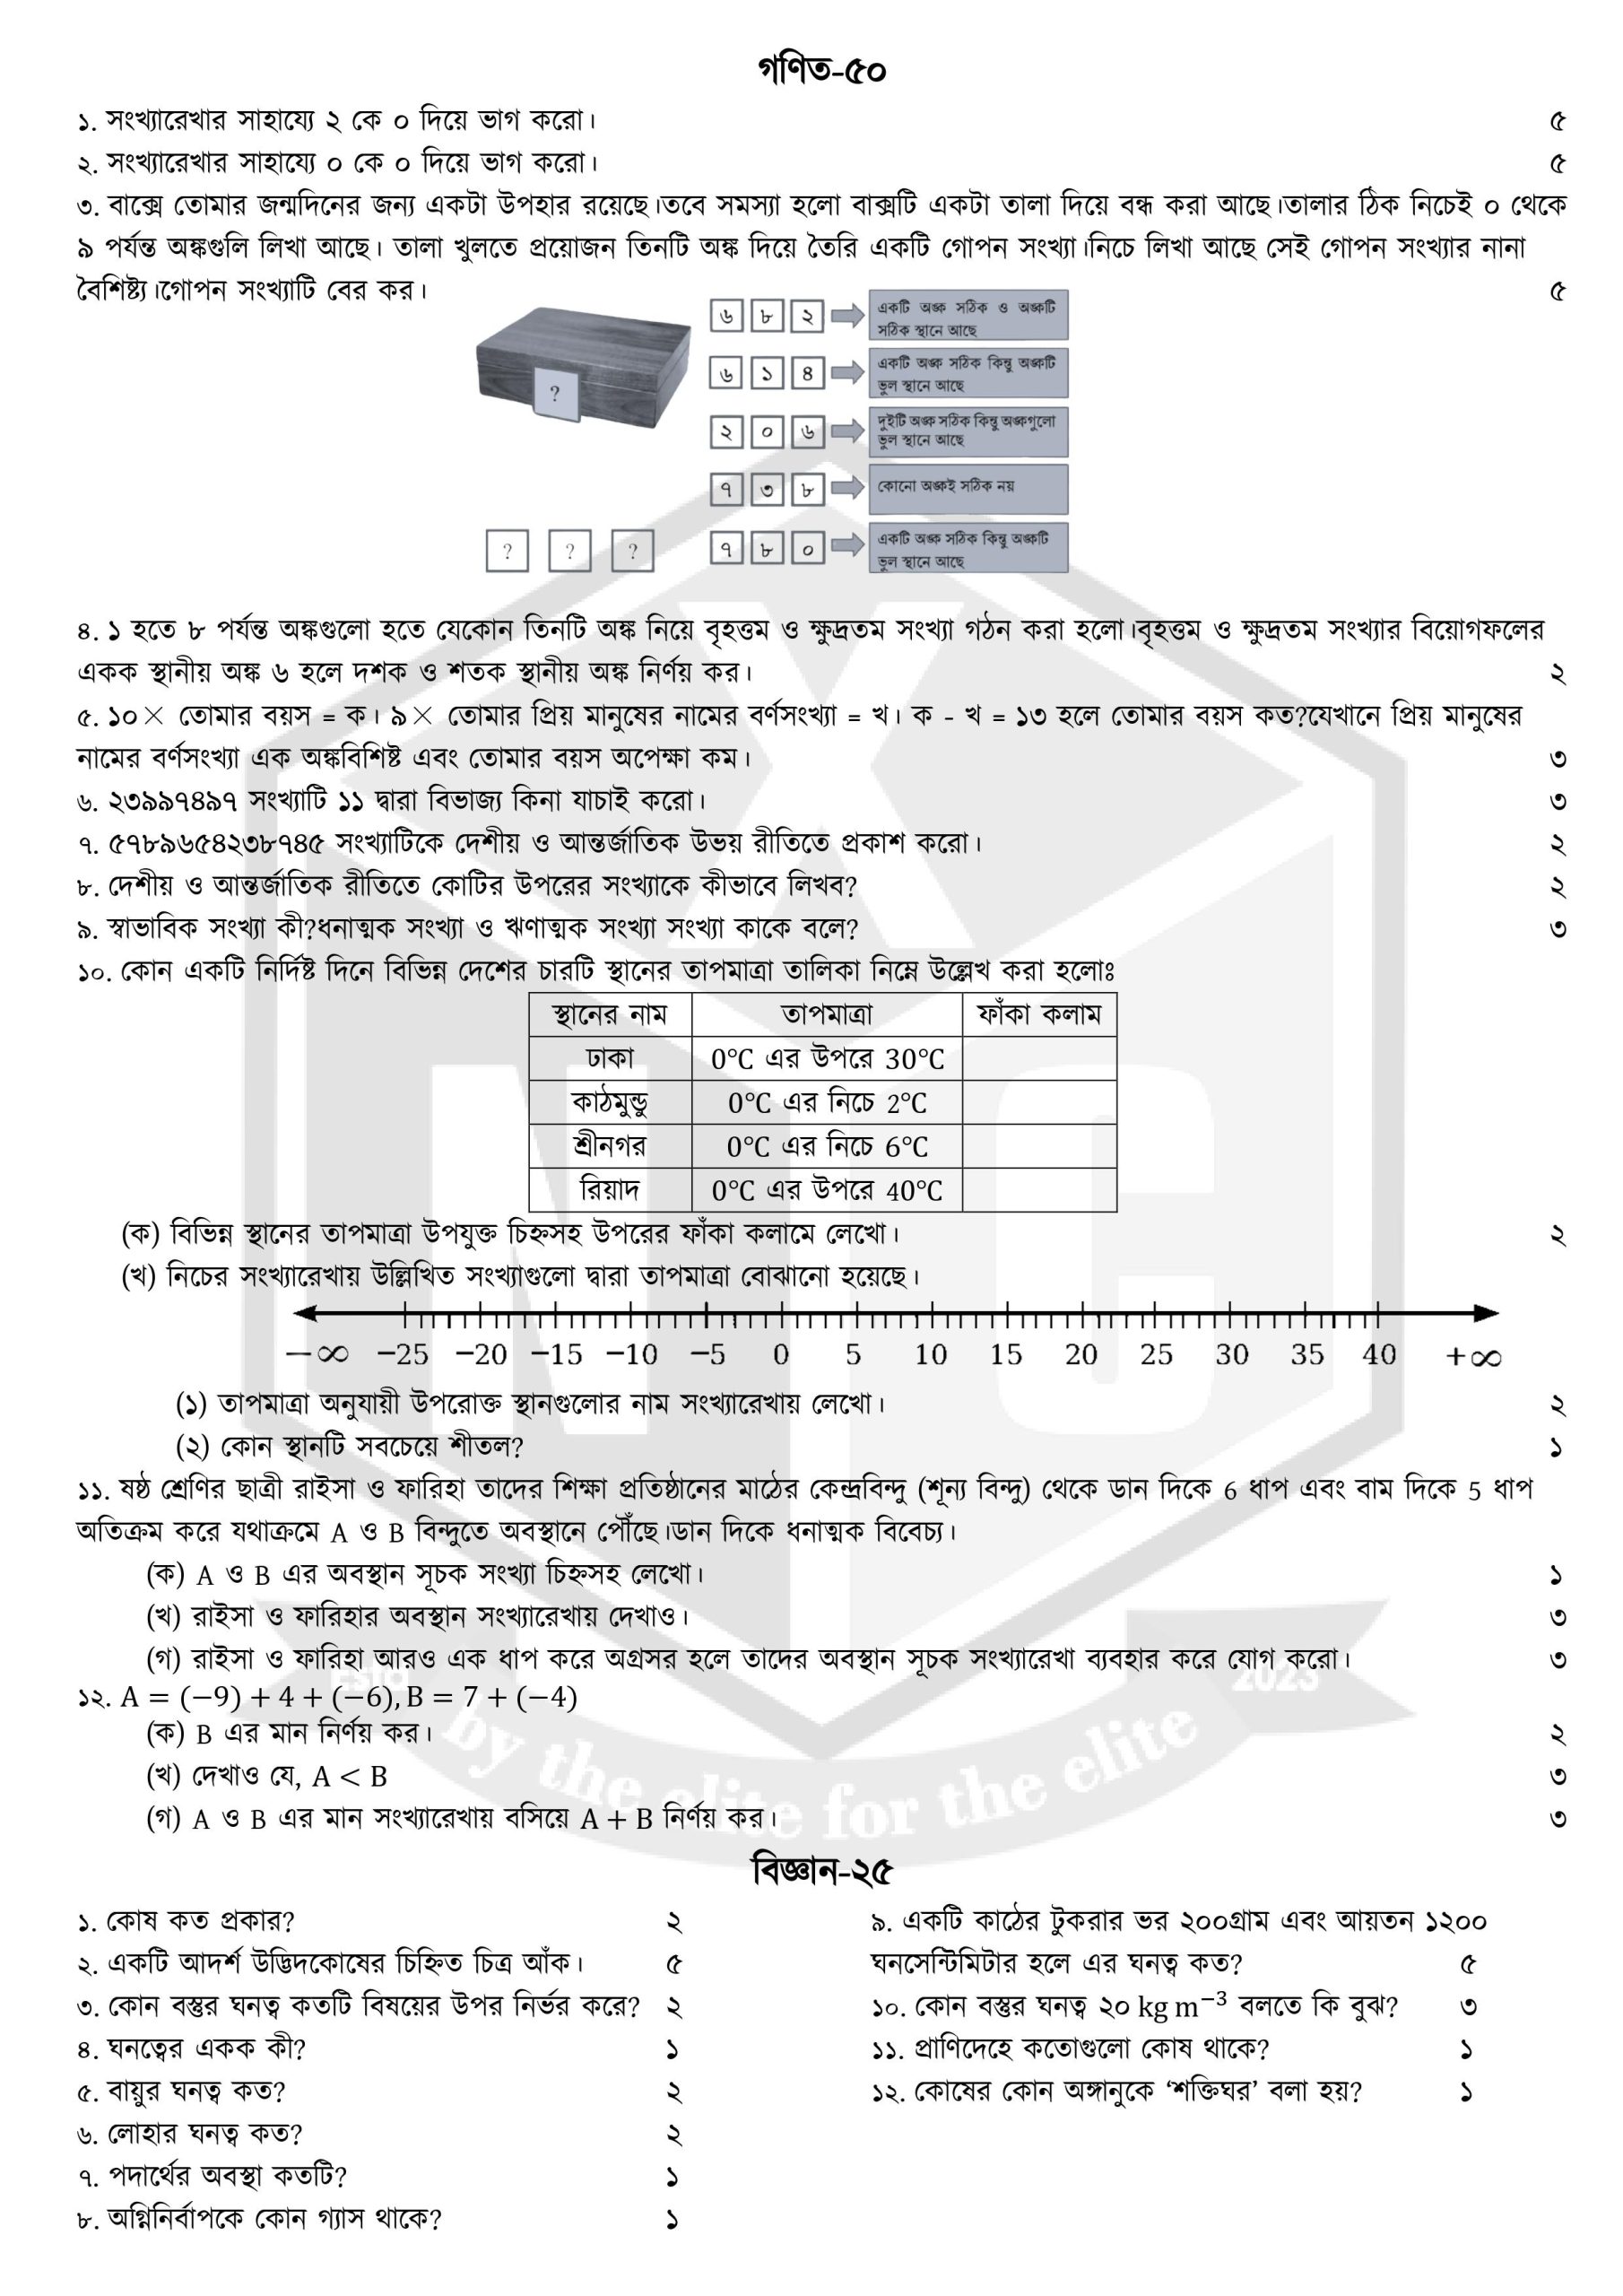 গণিত-৫০
১. সংখ্যারেখার সাহায্যে ২ কে ০ দিয়ে ভাগ করো। ৫
২. সংখ্যারেখার সাহায্যে ০ কে ০ দিয়ে ভাগ করো। ৫
৩. বাক্সে তোমার জন্মদিনের জন্য একটা উপহার রয়েছে।তবে সমস্যা হলো বাক্সটি একটা তালা দিয়ে বন্ধ করা আছে।তালার ঠিক নিচেই ০ থেকে
৯ পর্যন্ত অঙ্কগুলি লিখা আছে। তালা খুলতে প্রয়োজন তিনটি অঙ্ক দিয়ে তৈরি একটি গোপন সংখ্যা।নিচে লিখা আছে সেই গোপন সংখ্যার নানা
বৈশিষ্ট্য।গোপন সংখ্যাটি বের কর। ৫
৬ ৮ ২ একটি অঙ্ক সঠিক ও অঙ্কটি
সঠিক স্থানে আছে
৬ ১ ৪ একটি অঙ্ক সঠিক কিন্তু অঙ্কটি
ভুল স্থানে আছে
?
২ ০ ৬ দুইটি অঙ্ক সঠিক কিন্তু অঙ্কগুলো
ভুল স্থানে আছে
৭ ৩ ৮ কোনো অঙ্কই সঠিক নয়
? ? ? ৭ ৮ ০ একটি অঙ্ক সঠিক কিন্তু অঙ্কটি
ভুল স্থানে আছে
৪. ১ হতে ৮ পর্যন্ত অঙ্কগুলো হতে যেকোন তিনটি অঙ্ক নিয়ে বৃহত্তম ও ক্ষুদ্রতম সংখ্যা গঠন করা হলো।বৃহত্তম ও ক্ষুদ্রতম সংখ্যার বিয়োগফলের
একক স্থানীয় অঙ্ক ৬ হলে দশক ও শতক স্থানীয় অঙ্ক নির্ণয় কর। ২
৫. ১০× তোমার বয়স = ক। ৯× তোমার প্রিয় মানুষের নামের বর্ণসংখ্যা = খ। ক - খ = ১৩ হলে তোমার বয়স কত?যেখানে প্রিয় মানুষের
নামের বর্ণসংখ্যা এক অঙ্কবিশিষ্ট এবং তোমার বয়স অপেক্ষা কম। ৩
৬. ২৩৯৯৭৪৯৭ সংখ্যাটি ১১ দ্বারা বিভাজ্য কিনা যাচাই করো। ৩
৭. ৫৭৮৯৬৫৪২৩৮৭৪৫ সংখ্যাটিকে দেশীয় ও আন্তর্জাতিক উভয় রীতিতে প্রকাশ করো। ২
৮. দেশীয় ও আন্তর্জাতিক রীতিতে কোটির উপরের সংখ্যাকে কীভাবে লিখব? ২
৯. স্বাভাবিক সংখ্যা কী?ধনাত্মক সংখ্যা ও ঋণাত্মক সংখ্যা সংখ্যা কাকে বলে? ৩
১০. কোন একটি নির্দিষ্ট দিনে বিভিন্ন দেশের চারটি স্থানের তাপমাত্রা তালিকা নিম্নে উল্লেখ করা হলোঃ
স্থানের নাম তাপমাত্রা ফাঁকা কলাম
ঢাকা 0°C এর উপরে 30°C
কাঠমুন্ডু 0°C এর নিচে 2°C
শ্রীনগর 0°C এর নিচে 6°C
রিয়াদ 0°C এর উপরে 40°C
(ক) বিভিন্ন স্থানের তাপমাত্রা উপযুক্ত চিহ্নসহ উপরের ফাঁকা কলামে লেখো। ২
(খ) নিচের সংখ্যারেখায় উল্লিখিত সংখ্যাগুলো দ্বারা তাপমাত্রা বোঝানো হয়েছে।
−∞ −25 −20 −15 −10 −5 0 5 10 15 20 25 30 35 40 +∞
(১) তাপমাত্রা অনুযায়ী উপরোক্ত স্থানগুলোর নাম সংখ্যারেখায় লেখো। ২
(২) কোন স্থানটি সবচেয়ে শীতল? ১
১১. ষষ্ঠ শ্রেণির ছাত্রী রাইসা ও ফারিহা তাদের শিক্ষা প্রতিষ্ঠানের মাঠের কেন্দ্রবিন্দু (শূন্য বিন্দু) থেকে ডান দিকে 6 ধাপ এবং বাম দিকে 5 ধাপ
অতিক্রম করে যথাক্রমে A ও B বিন্দুতে অবস্থানে পৌঁছে।ডান দিকে ধনাত্মক বিবেচ্য।
(ক) A ও B এর অবস্থান সূচক সংখ্যা চিহ্নসহ লেখো। ১
(খ) রাইসা ও ফারিহার অবস্থান সংখ্যারেখায় দেখাও। ৩
(গ) রাইসা ও ফারিহা আরও এক ধাপ করে অগ্রসর হলে তাদের অবস্থান সূচক সংখ্যারেখা ব্যবহার করে যোগ করো। ৩
ESTD 2023
১২. A = (−9) + 4 + (−6), B = 7 + (−4)
(ক) B এর মান নির্ণয় কর। ২
(খ) দেখাও যে, A < B ৩
(গ) A ও B এর মান সংখ্যারেখায় বসিয়ে A + B নির্ণয় কর। ৩
by the elite for the elite
বিজ্ঞান-২৫
১. কোষ কত প্রকার? ২
২. একটি আদর্শ উদ্ভিদকোষের চিহ্নিত চিত্র আঁক। ৫
৩. কোন বস্তুর ঘনত্ব কতটি বিষয়ের উপর নির্ভর করে? ২
৪. ঘনত্বের একক কী? ১
৫. বায়ুর ঘনত্ব কত? ২
৬. লোহার ঘনত্ব কত? ২
৭. পদার্থের অবস্থা কতটি? ১
৮. অগ্নিনির্বাপকে কোন গ্যাস থাকে? ১
৯. একটি কাঠের টুকরার ভর ২০০গ্রাম এবং আয়তন ১২০০
ঘনসেন্টিমিটার হলে এর ঘনত্ব কত? ৫
১০. কোন বস্তুর ঘনত্ব ২০ kg m⁻³ বলতে কি বুঝ? ৩
১১. প্রাণিদেহে কতোগুলো কোষ থাকে? ১
১২. কোষের কোন অঙ্গানুকে ‘শক্তিঘর’ বলা হয়? ১